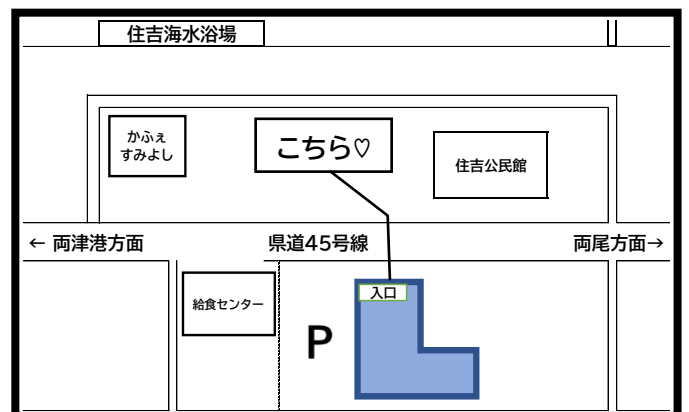 住吉海水浴場
かふぇ
すみよし
こちら♡
住吉公民館
← 両津港方面
県道45号線
両尾方面→
給食センター
入口
P